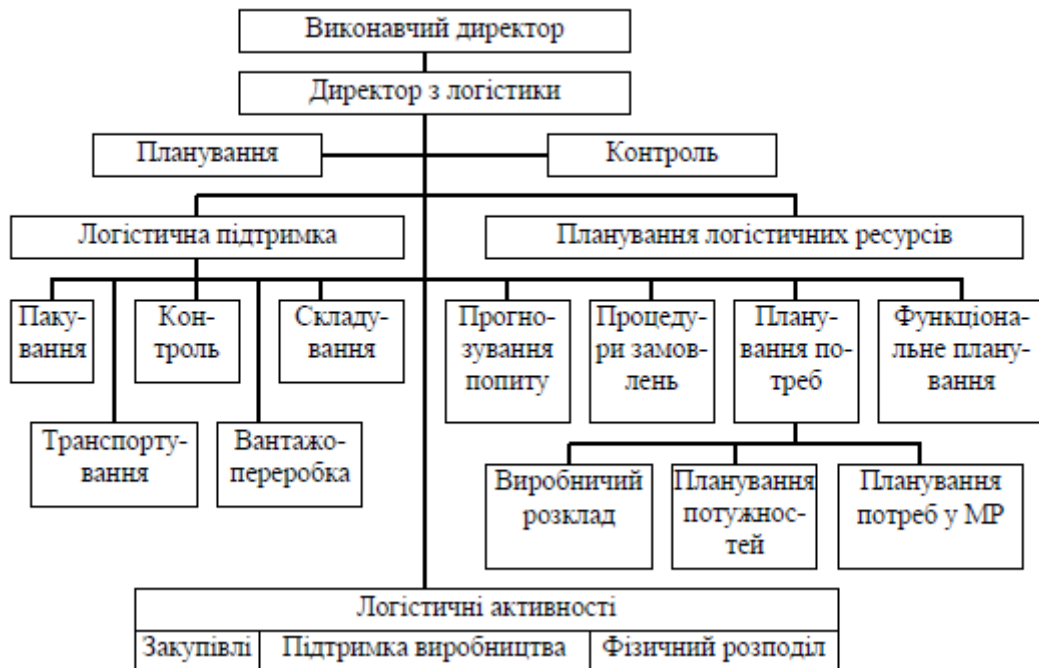 Виконавчий директор
Директор з логістики
Планування
Контроль
Логістична підтримка
Планування логістичних ресурсів
Паку-
вання
Кон-
троль
Складу-
вання
Прогно-
зування
попиту
Процеду-
ри замов-
лень
Плану-
вання по-
треб
Функціона-
льне плану-
вання
Транспорту-
вання
Вантажо-
переробка
Виробничий
розклад
Планування
потужнос-
тей
Планування
потреб у МР
Логістичні активності
Закупівлі
Підтримка виробництва
Фізичний розподіл